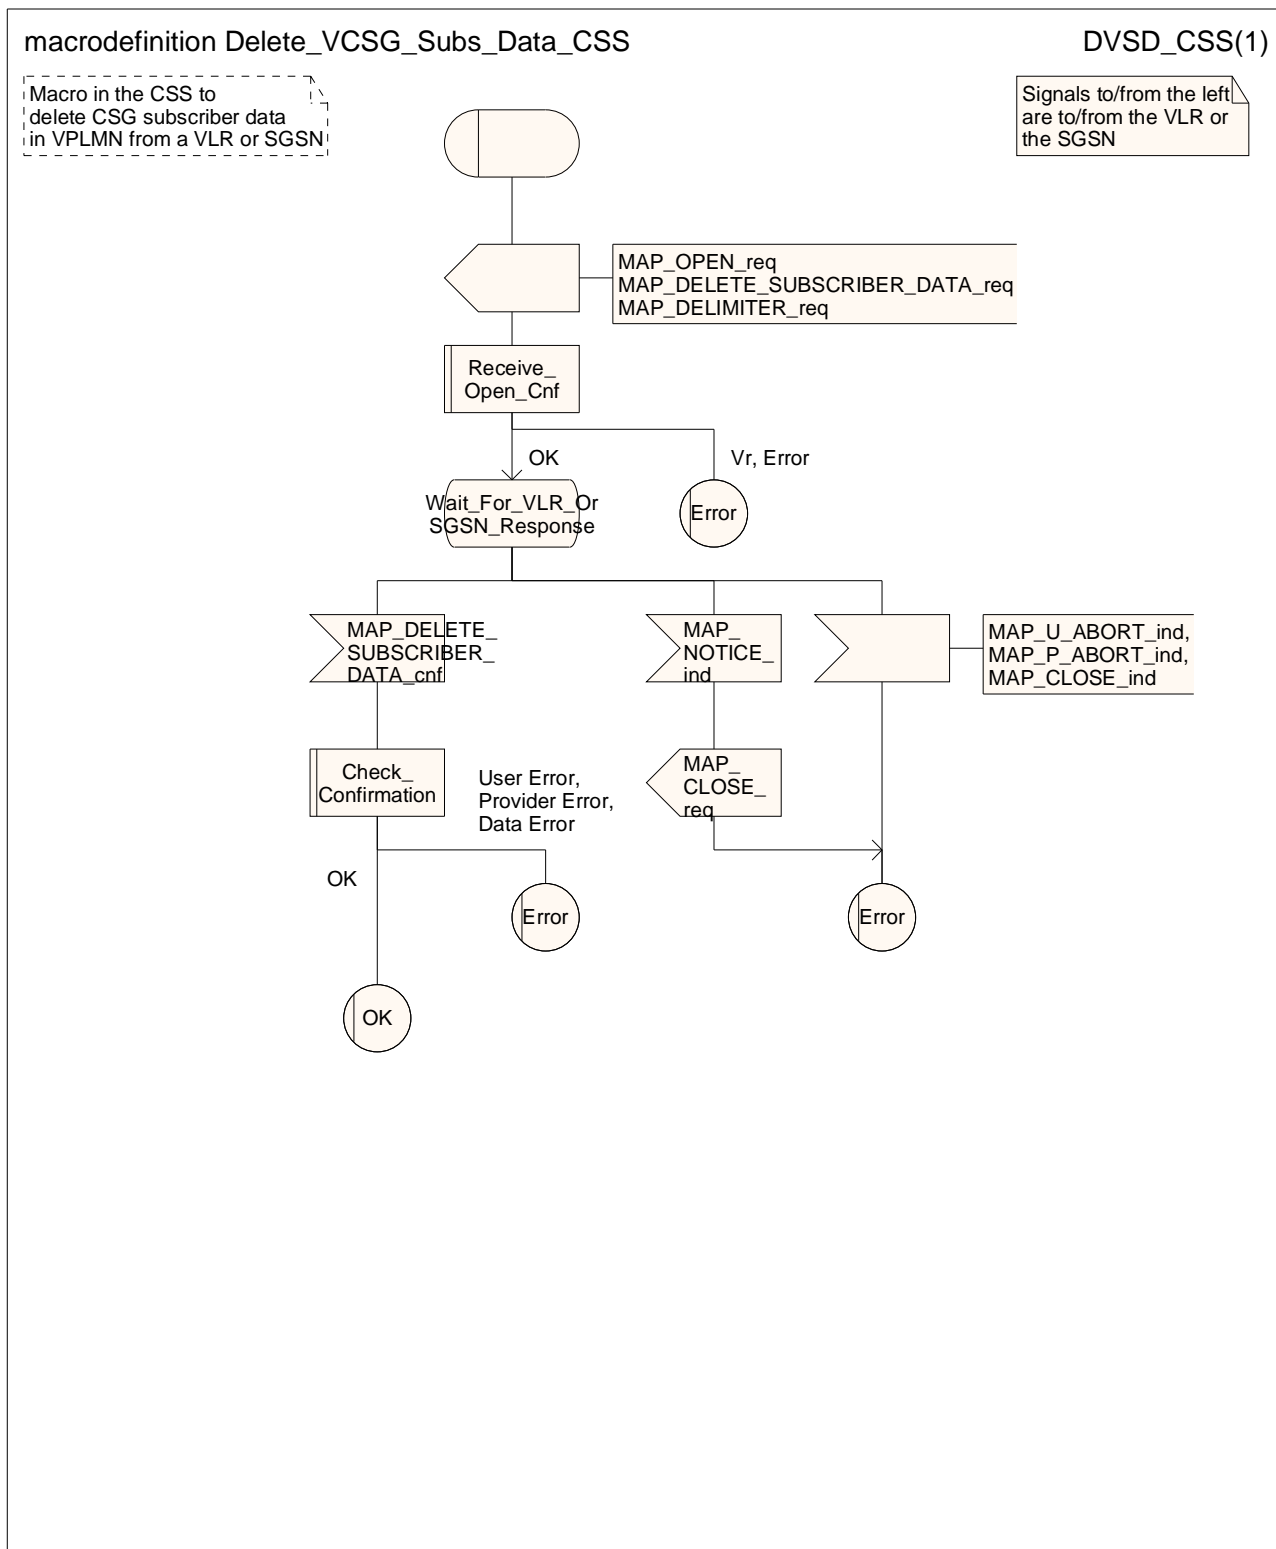 macrodefinition Delete_VCSG_Subs_Data_CSS
DVSD_CSS(1)
Macro in the CSS to
delete CSG subscriber data
in VPLMN from a VLR or SGSN
Signals to/from the left
are to/from the VLR or
the SGSN
MAP_OPEN_req
MAP_DELETE_SUBSCRIBER_DATA_req
MAP_DELIMITER_req
Receive_
Open_Cnf
OK
Vr, Error
Wait_For_VLR_Or
SGSN_Response
Error
MAP_DELETE_
SUBSCRIBER_
DATA_cnf
MAP_
NOTICE_
ind
MAP_U_ABORT_ind,
MAP_P_ABORT_ind,
MAP_CLOSE_ind
Check_
Confirmation
User Error,
Provider Error,
Data Error
MAP_
CLOSE_
req
OK
Error
Error
OK